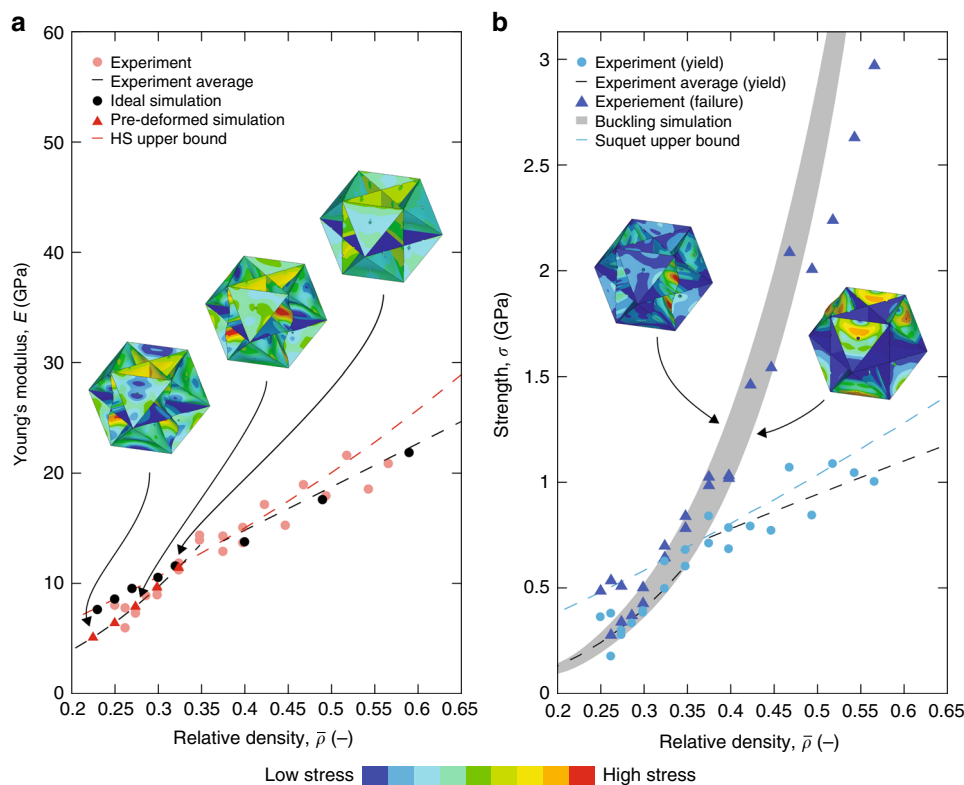 a
60
50
40
30
20
10
0
Young's modulus, E (GPa)
Experiment
Experiment average
Ideal simulation
Pre-deformed simulation
HS upper bound
0.2 0.25 0.3 0.35 0.4 0.45 0.5 0.55 0.6 0.65
Relative density, ρ̄ (–)
b
3
2.5
2
1.5
1
0.5
0
Strength, σ (GPa)
Experiment (yield)
Experiment average (yield)
Experiement (failure)
Buckling simulation
Suquet upper bound
0.2 0.25 0.3 0.35 0.4 0.45 0.5 0.55 0.6 0.65
Relative density, ρ̄ (–)
Low stress High stress